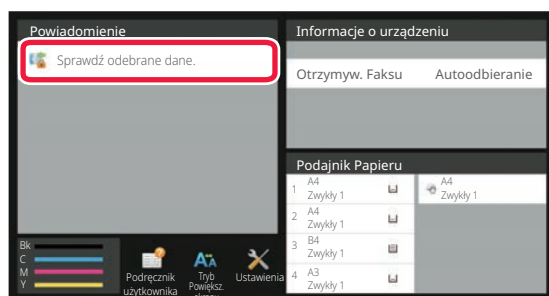 Powiadomienie
Sprawdź odebrane dane.
Informacje o urządzeniu
Otrzymyw. Faksu Autoodbieranie
Podajnik Papieru
1 A4
Zwykły 1
A4
Zwykły 1
2 A4
Zwykły 1
3 B4
Zwykły 1
4 A3
Zwykły 1
Bk
C
M
Y
Podręcznik
użytkownika
Tryb
Powiększ.
ekranu
Ustawienia